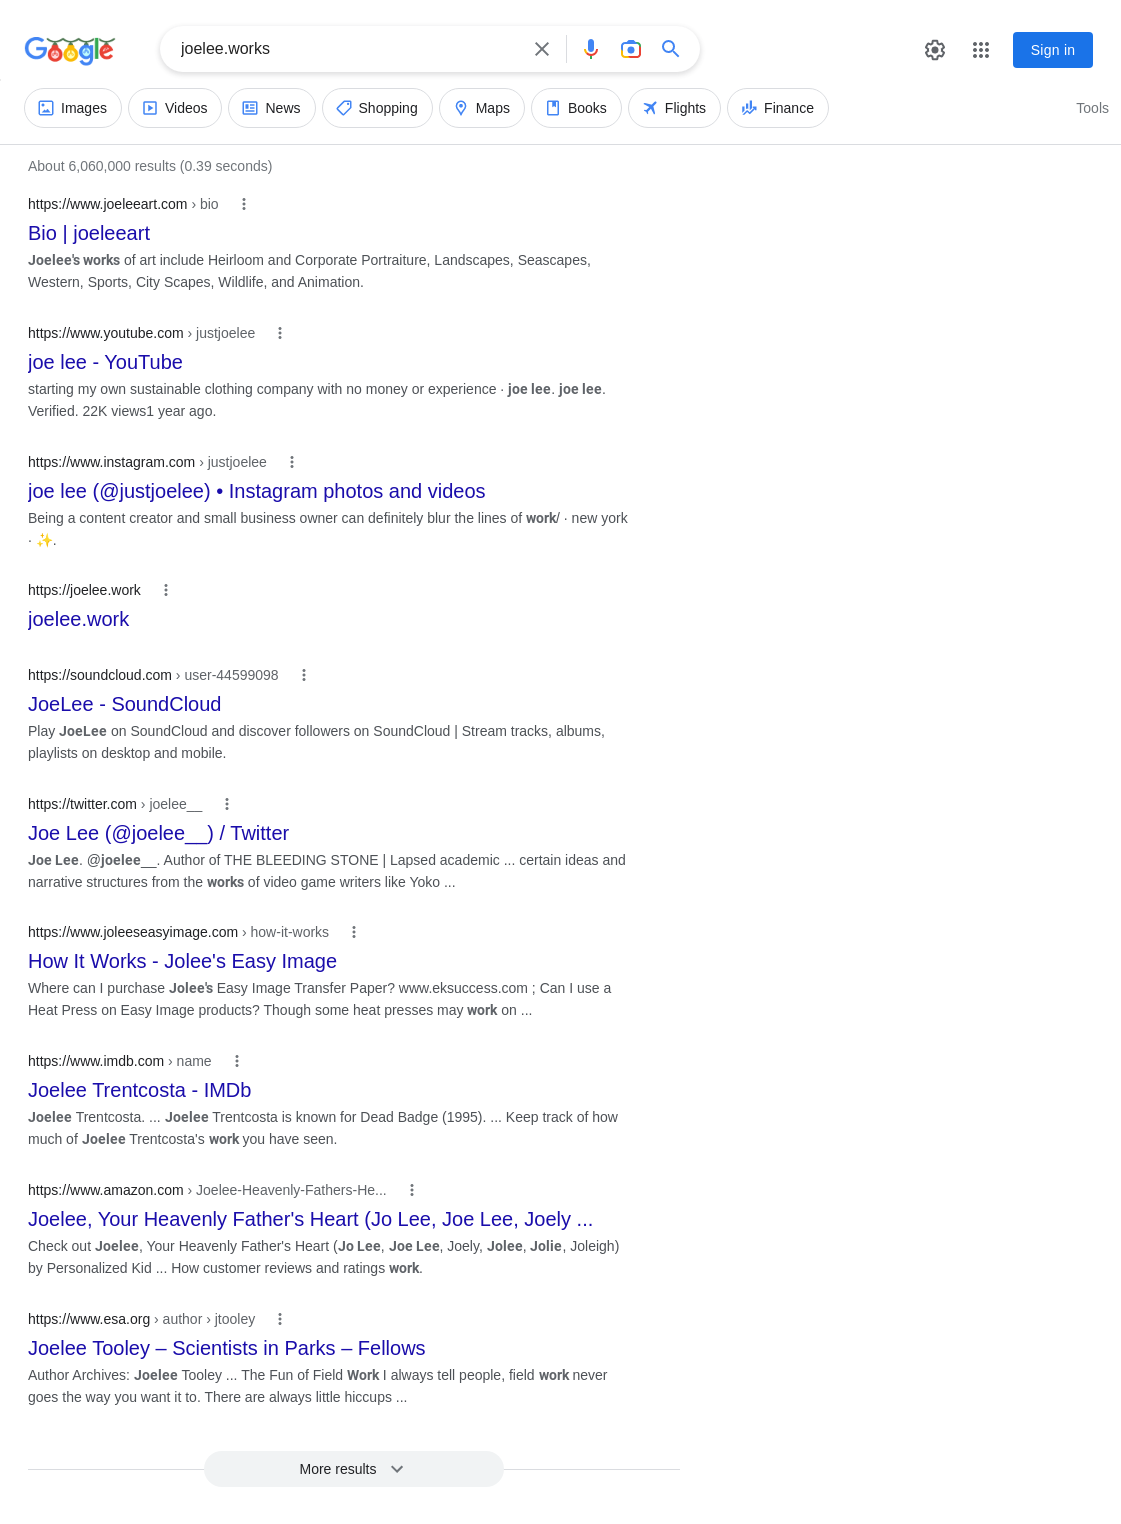 Google
joelee.works
Sign in
Images
Videos
News
Shopping
Maps
Books
Flights
Finance
Tools
About 6,060,000 results (0.39 seconds)
https://www.joeleeart.com › bio
Bio | joeleeart
Joelee's works of art include Heirloom and Corporate Portraiture, Landscapes, Seascapes,
Western, Sports, City Scapes, Wildlife, and Animation.
https://www.youtube.com › justjoelee
joe lee - YouTube
starting my own sustainable clothing company with no money or experience · joe lee. joe lee.
Verified. 22K views1 year ago.
https://www.instagram.com › justjoelee
joe lee (@justjoelee) • Instagram photos and videos
Being a content creator and small business owner can definitely blur the lines of work/ · new york
· ✨.
https://joelee.work
joelee.work
https://soundcloud.com › user-44599098
JoeLee - SoundCloud
Play JoeLee on SoundCloud and discover followers on SoundCloud | Stream tracks, albums,
playlists on desktop and mobile.
https://twitter.com › joelee__
Joe Lee (@joelee__) / Twitter
Joe Lee. @joelee__. Author of THE BLEEDING STONE | Lapsed academic ... certain ideas and
narrative structures from the works of video game writers like Yoko ...
https://www.joleeseasyimage.com › how-it-works
How It Works - Jolee's Easy Image
Where can I purchase Jolee's Easy Image Transfer Paper? www.eksuccess.com ; Can I use a
Heat Press on Easy Image products? Though some heat presses may work on ...
https://www.imdb.com › name
Joelee Trentcosta - IMDb
Joelee Trentcosta. ... Joelee Trentcosta is known for Dead Badge (1995). ... Keep track of how
much of Joelee Trentcosta's work you have seen.
https://www.amazon.com › Joelee-Heavenly-Fathers-He...
Joelee, Your Heavenly Father's Heart (Jo Lee, Joe Lee, Joely ...
Check out Joelee, Your Heavenly Father's Heart (Jo Lee, Joe Lee, Joely, Jolee, Jolie, Joleigh)
by Personalized Kid ... How customer reviews and ratings work.
https://www.esa.org › author › jtooley
Joelee Tooley – Scientists in Parks – Fellows
Author Archives: Joelee Tooley ... The Fun of Field Work I always tell people, field work never
goes the way you want it to. There are always little hiccups ...
More results